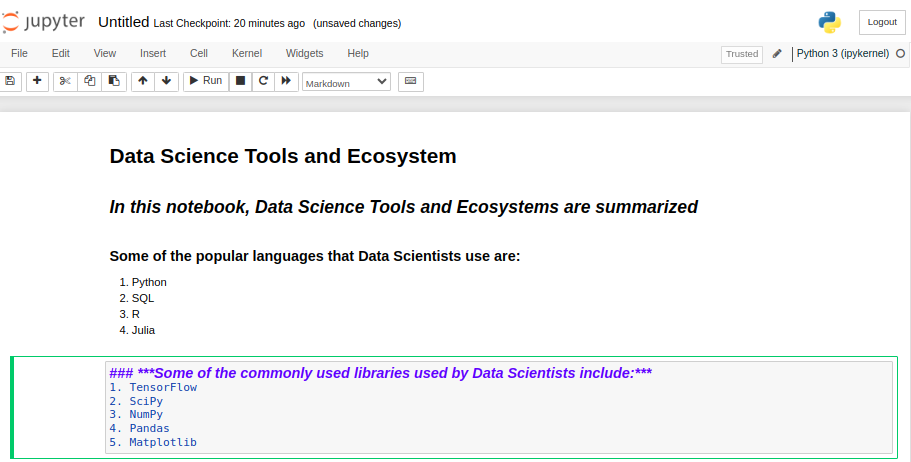 jupyter Untitled Last Checkpoint: 20 minutes ago (unsaved changes) Logout
File Edit View Insert Cell Kernel Widgets Help Trusted Python 3 (ipykernel)
Run Markdown
Data Science Tools and Ecosystem
In this notebook, Data Science Tools and Ecosystems are summarized
Some of the popular languages that Data Scientists use are:
1. Python
2. SQL
3. R
4. Julia
### ***Some of the commonly used libraries used by Data Scientists include:***
1. TensorFlow
2. SciPy
3. NumPy
4. Pandas
5. Matplotlib